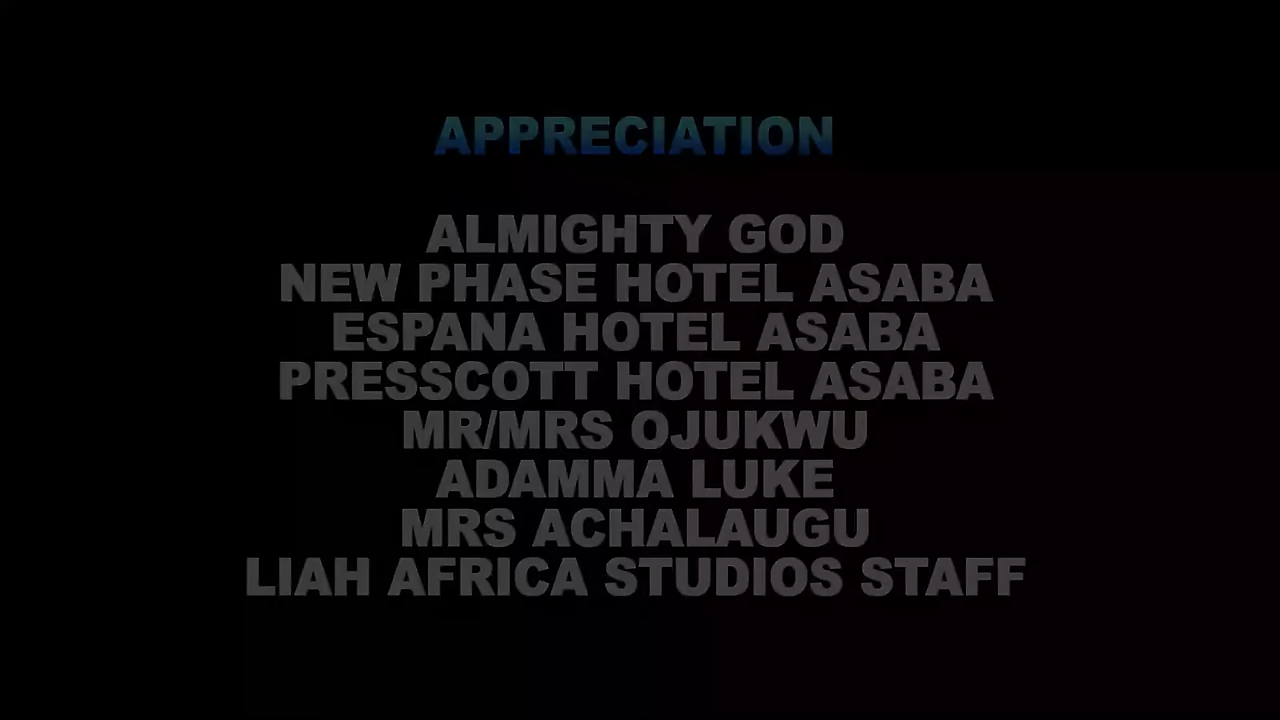 APPRECIATION
ALMIGHTY GOD
NEW PHASE HOTEL ASABA
ESPANA HOTEL ASABA
PRESSCOTT HOTEL ASABA
MR/MRS OJUKWU
ADAMMA LUKE
MRS ACHALAUGU
LIAH AFRICA STUDIOS STAFF